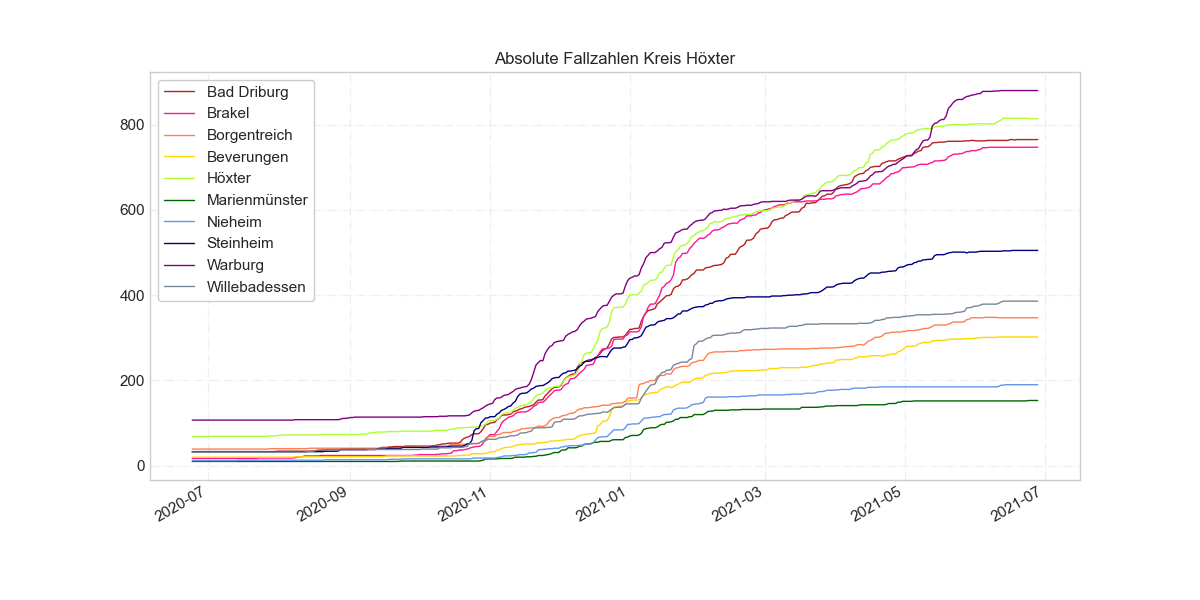 Absolute Fallzahlen Kreis Höxter
Bad Driburg
Brakel
Borgentreich
Beverungen
Höxter
Marienmünster
Nieheim
Steinheim
Warburg
Willebadessen
800
600
400
200
0
2020-07
2020-09
2020-11
2021-01
2021-03
2021-05
2021-07